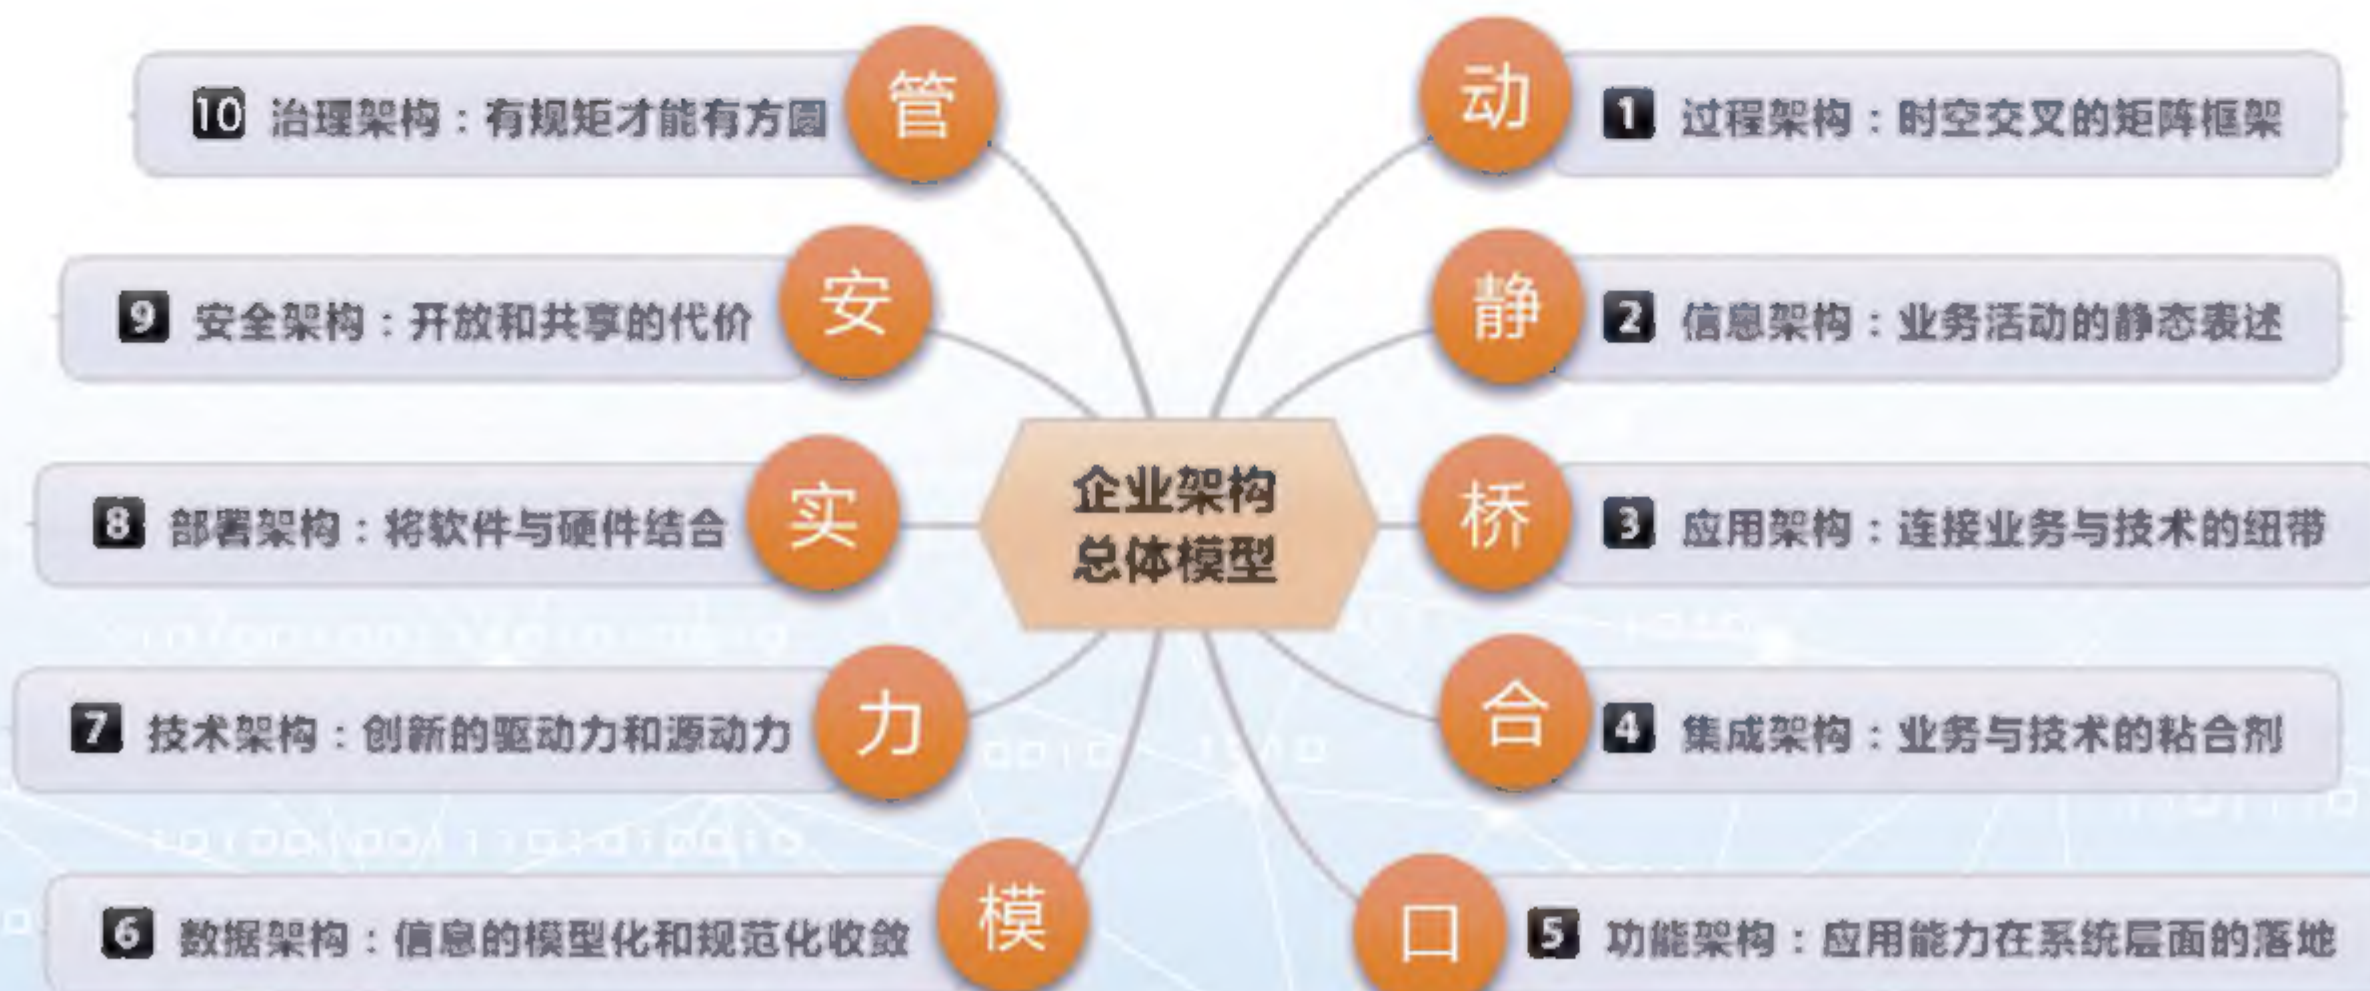 企业架构
总体模型
动
1 过程架构：时空交叉的矩阵框架
静
2 信息架构：业务活动的静态表述
桥
3 应用架构：连接业务与技术的纽带
合
4 集成架构：业务与技术的粘合剂
口
5 功能架构：应用能力在系统层面的落地
模
6 数据架构：信息的模型化和规范化收敛
力
7 技术架构：创新的驱动力和源动力
实
8 部署架构：将软件与硬件结合
安
9 安全架构：开放和共享的代价
管
10 治理架构：有规矩才能有方圆